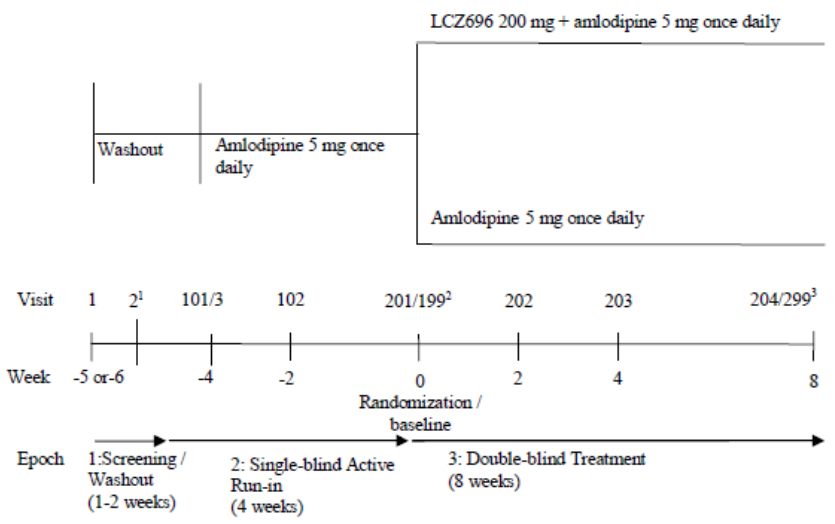 LCZ696 200 mg + amlodipine 5 mg once daily
Washout
Amlodipine 5 mg once
daily
Amlodipine 5 mg once daily
Visit 1 2¹ 101/3 102 201/199² 202 203 204/299³
Week -5 or-6 -4 -2 0 2 4 8
Randomization /
baseline
Epoch
1:Screening /
Washout
(1-2 weeks)
2: Single-blind Active
Run-in
(4 weeks)
3: Double-blind Treatment
(8 weeks)